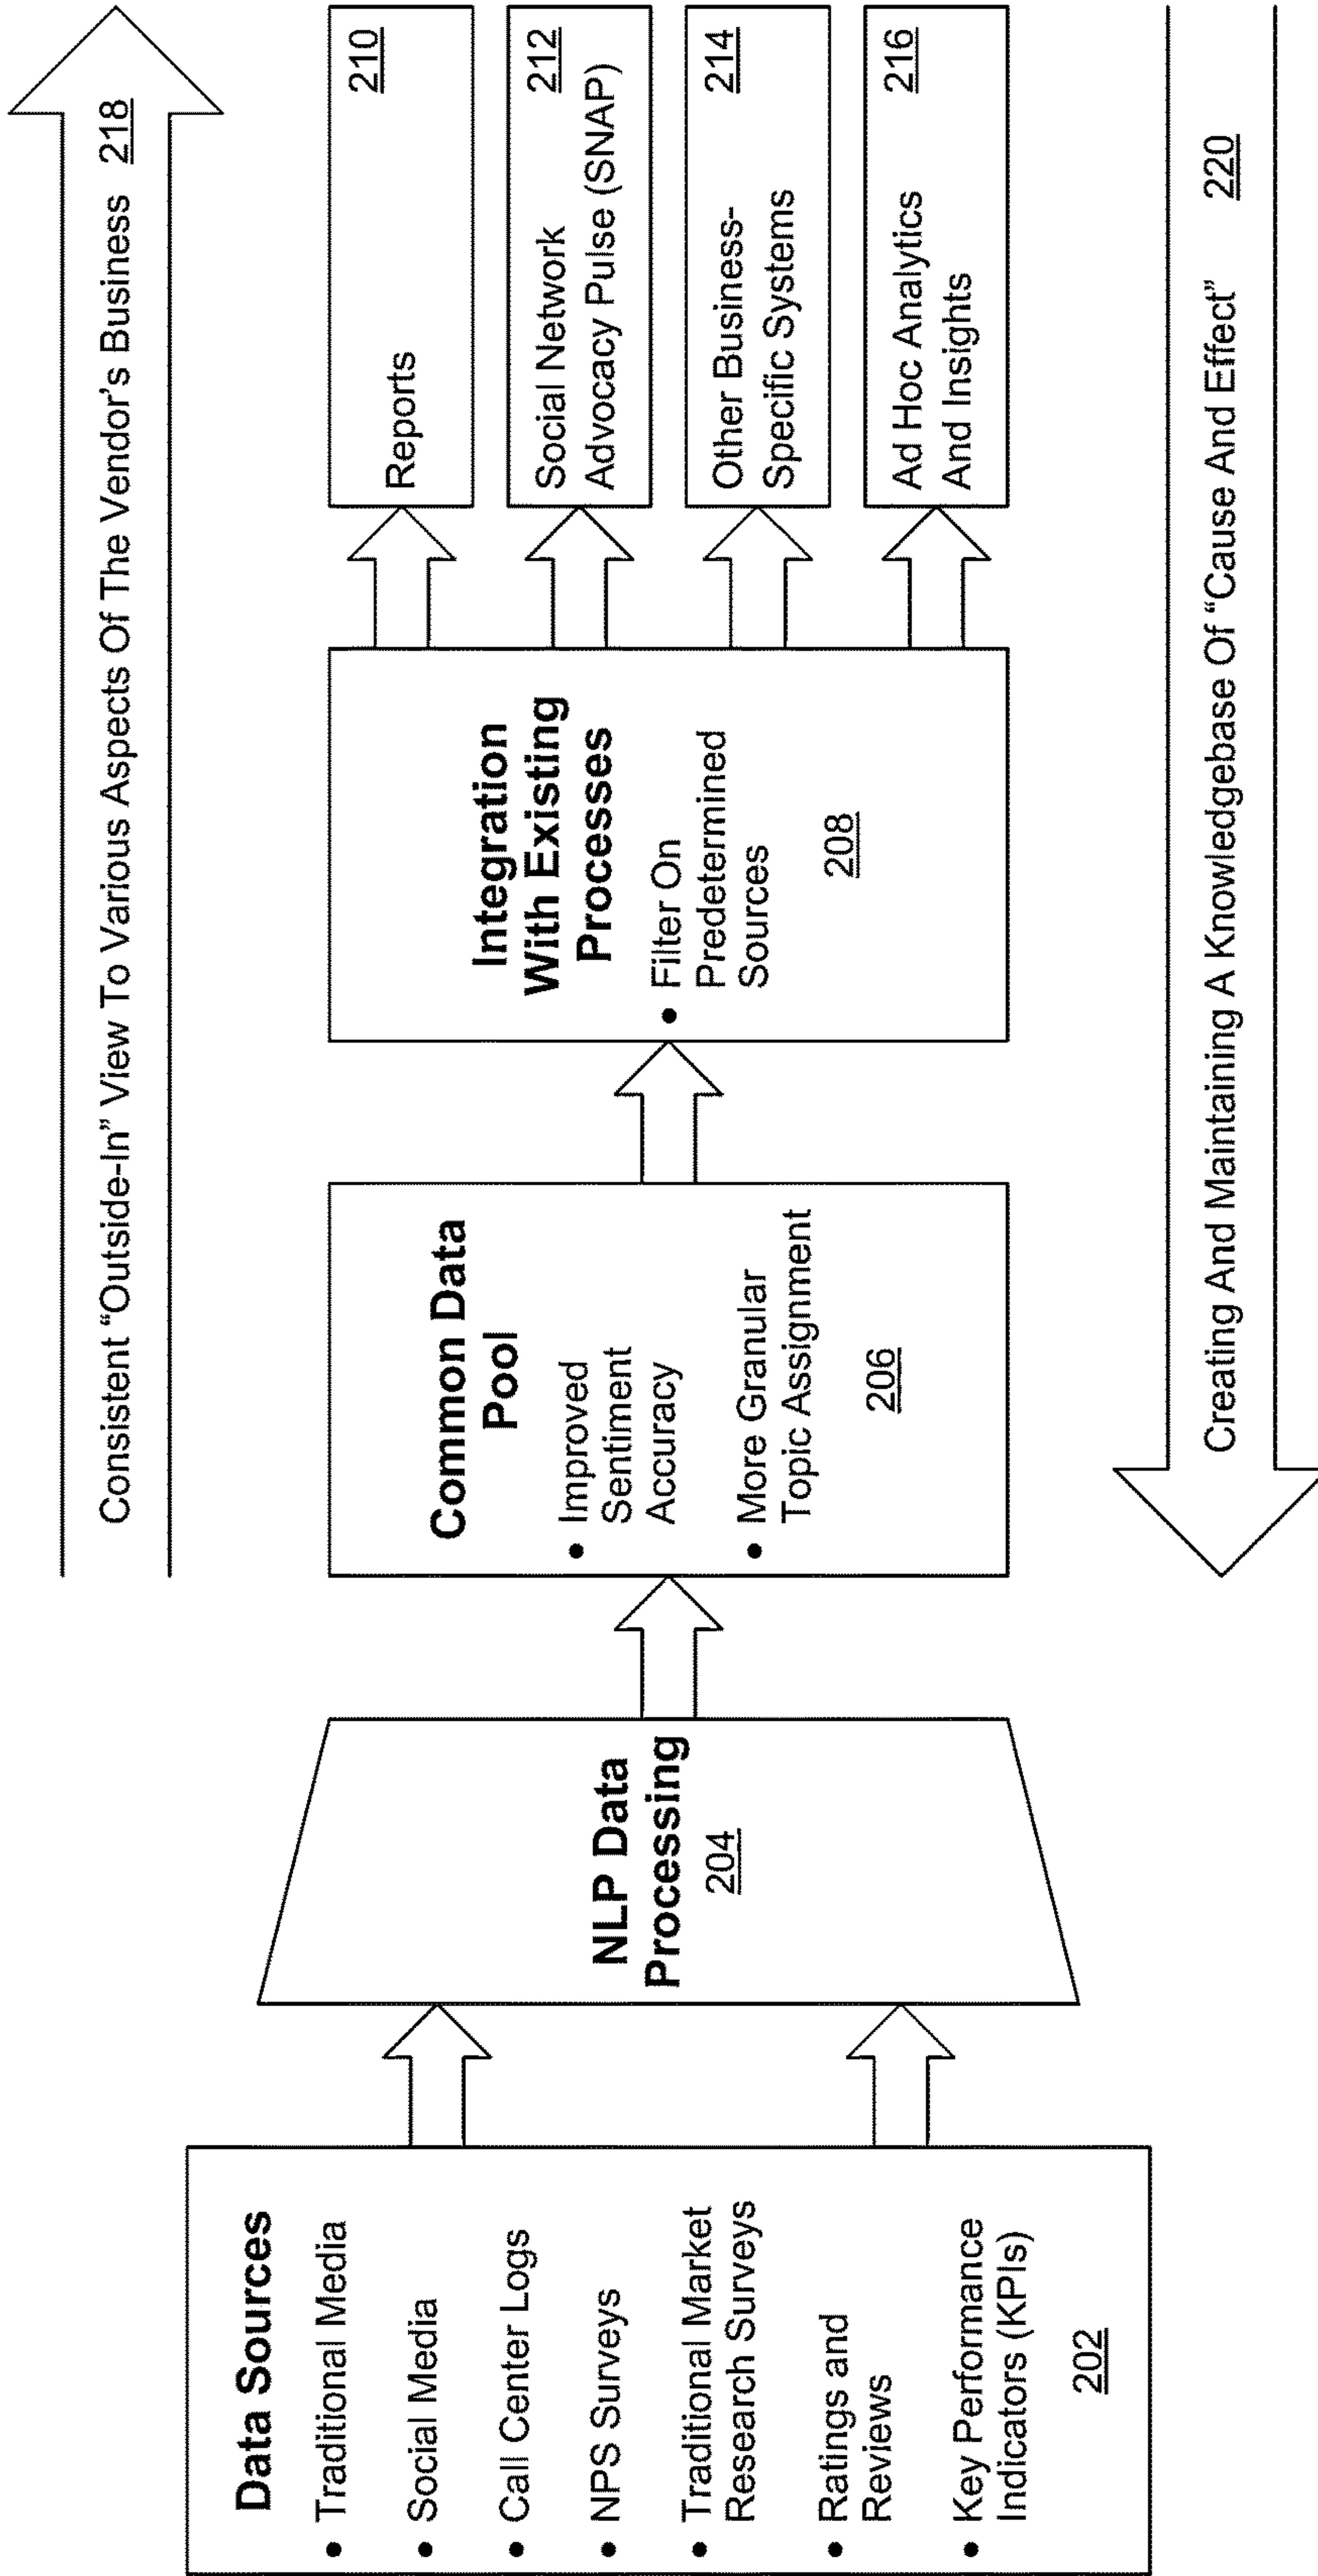 Consistent “Outside-In” View To Various Aspects Of The Vendor’s Business 218
Data Sources
• Traditional Media
• Social Media
• Call Center Logs
• NPS Surveys
• Traditional Market
Research Surveys
• Ratings and
Reviews
• Key Performance
Indicators (KPIs)
202
NLP Data
Processing
204
Common Data
Pool
• Improved
Sentiment
Accuracy
• More Granular
Topic Assignment
206
Integration
With Existing
Processes
• Filter On
Predetermined
Sources
208
210
Reports
212
Social Network
Advocacy Pulse (SNAP)
214
Other Business-
Specific Systems
216
Ad Hoc Analytics
And Insights
Creating And Maintaining A Knowledgebase Of “Cause And Effect” 220